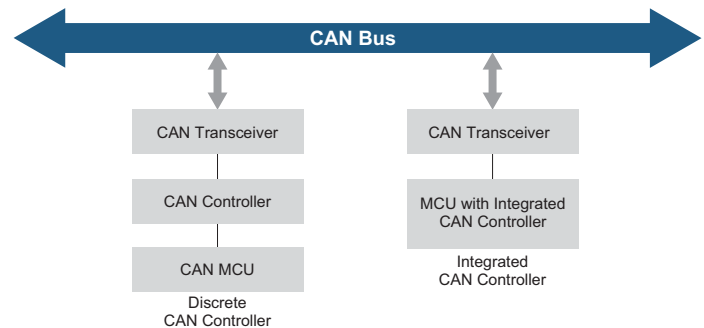 CAN Bus
CAN Transceiver
CAN Controller
CAN MCU
Discrete
CAN Controller
CAN Transceiver
MCU with Integrated
CAN Controller
Integrated
CAN Controller